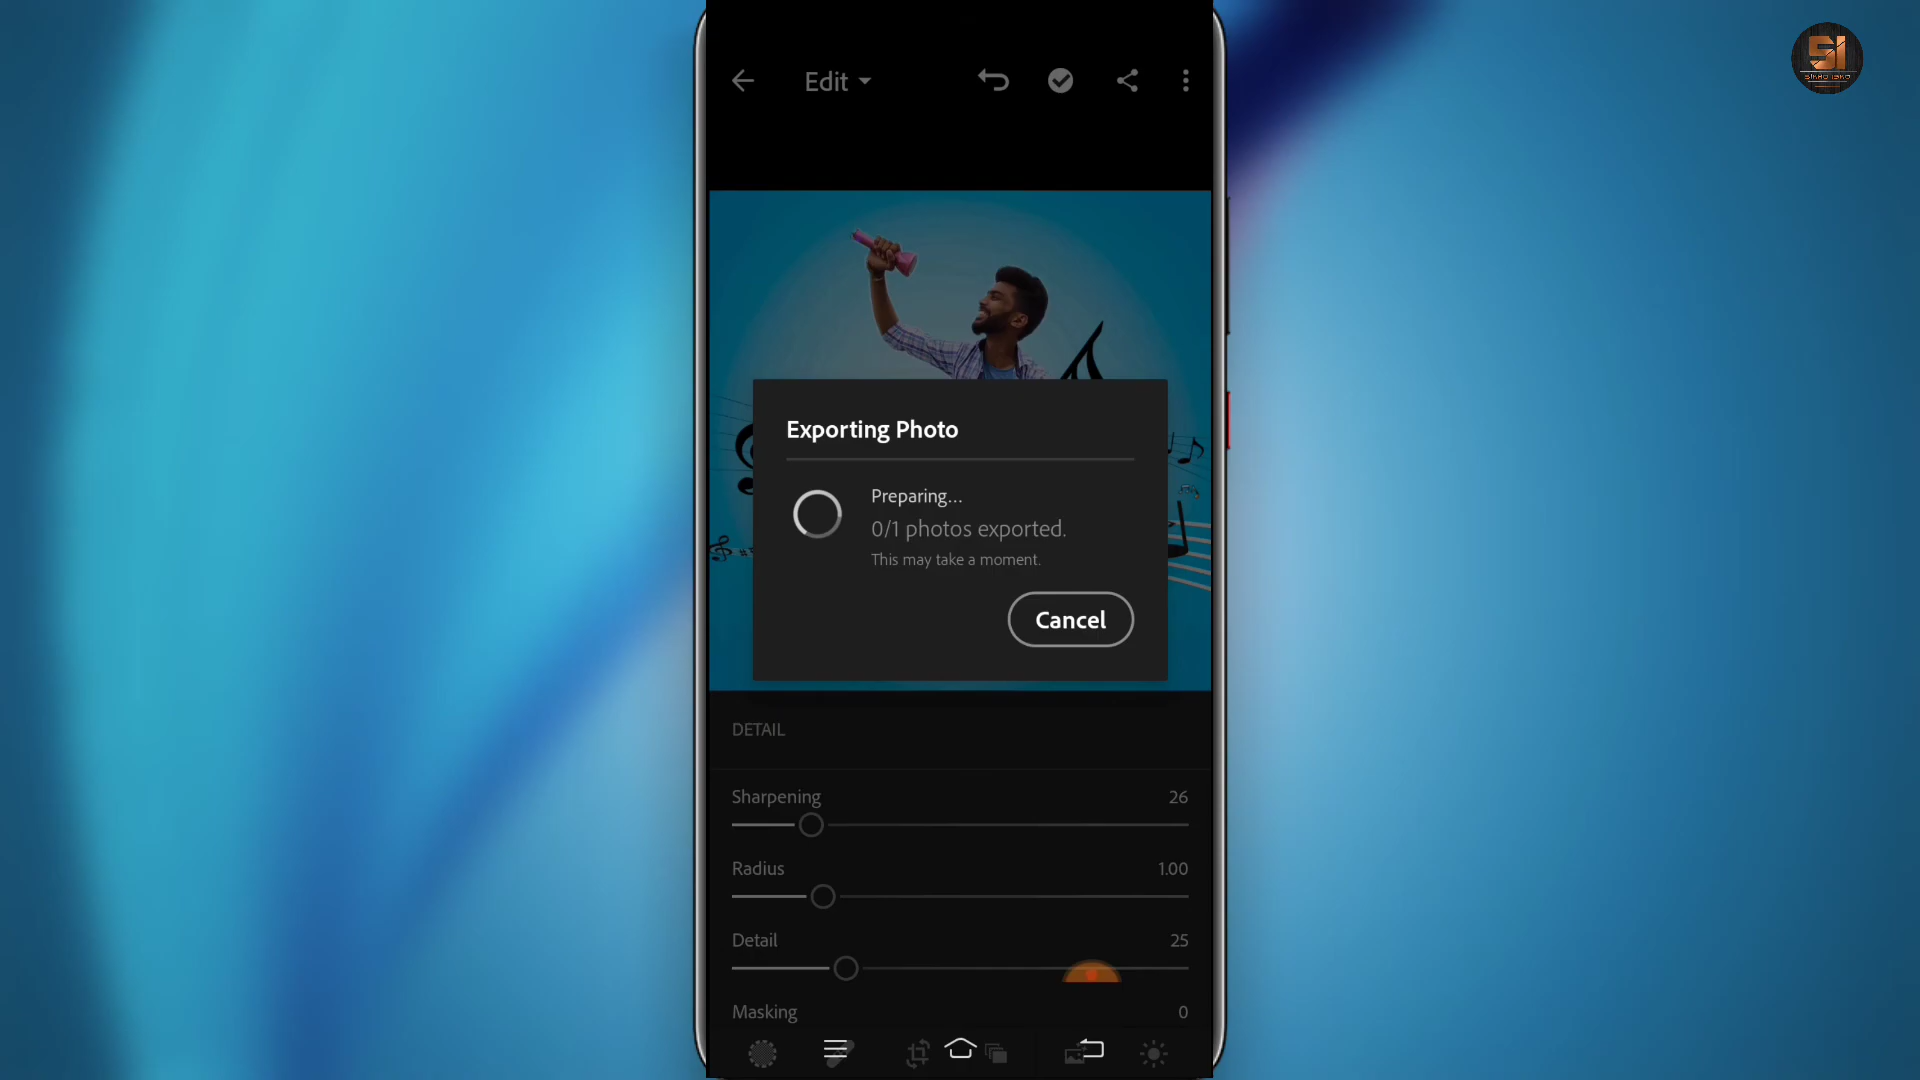 Edit
Exporting Photo
Preparing...
0/1 photos exported.
This may take a moment.
Cancel
DETAIL
Sharpening 26
Radius 1.00
Detail 25
Masking 0
SI